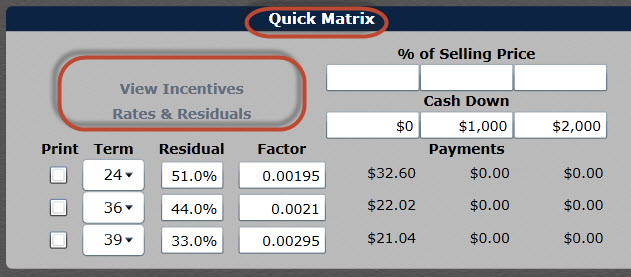 Quick Matrix
% of Selling Price
View Incentives
Rates & Residuals
Cash Down
$0 $1,000 $2,000
Print Term Residual Factor Payments
24 51.0% 0.00195 $32.60 $0.00 $0.00
36 44.0% 0.0021 $22.02 $0.00 $0.00
39 33.0% 0.00295 $21.04 $0.00 $0.00